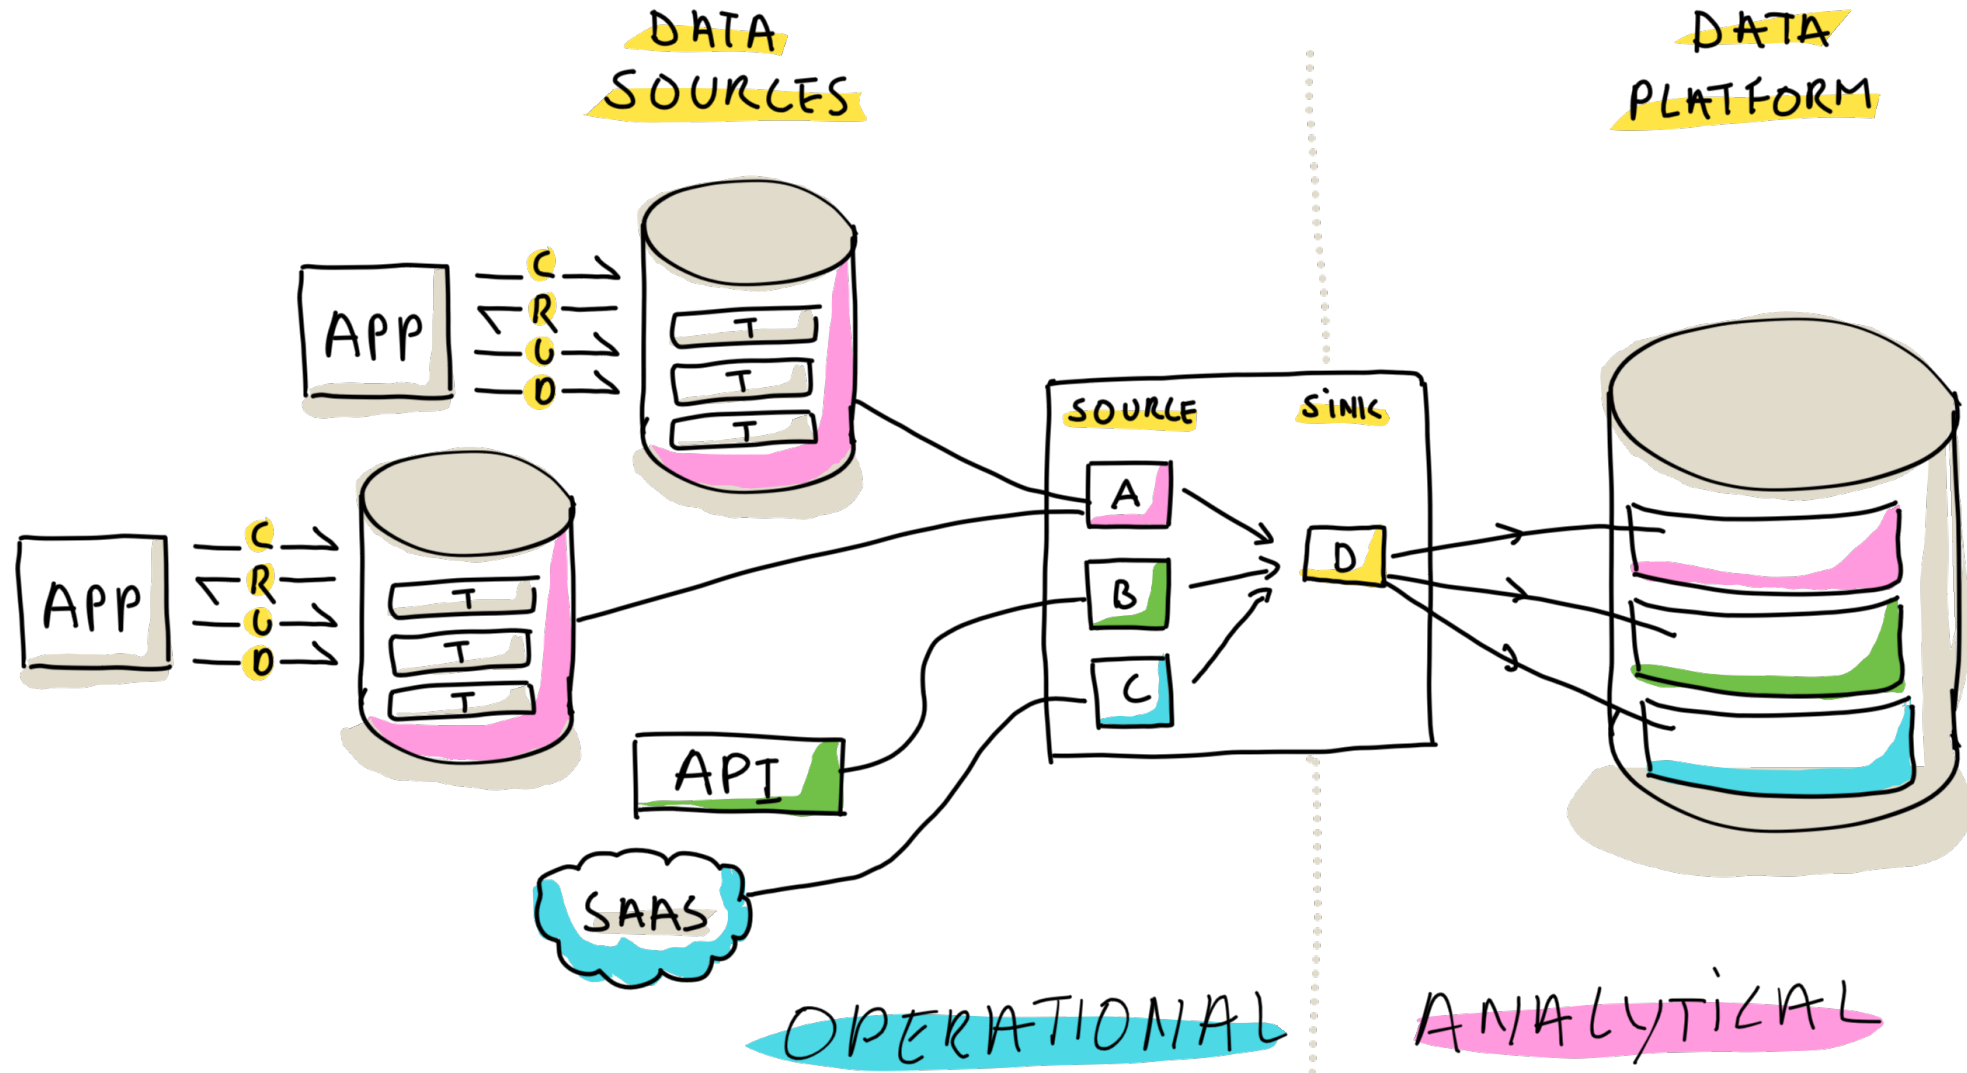 DATA
SOURCES
DATA
PLATFORM
APP
C
R
U
D
T
T
T
APP
C
R
U
D
T
T
T
API
SAAS
SOURCE
SINK
A
B
C
D
OPERATIONAL
ANALYTICAL